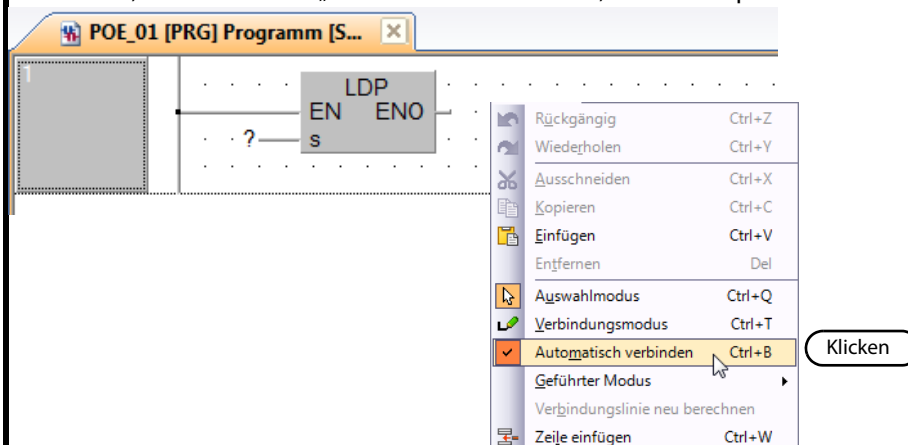 POE_01 [PRG] Programm [S...
1
LDP
EN ENO
? s
Rückgängig Ctrl+Z
Wiederholen Ctrl+Y
Ausschneiden Ctrl+X
Kopieren Ctrl+C
Einfügen Ctrl+V
Entfernen Del
Auswahlmodus Ctrl+Q
Verbindungsmodus Ctrl+T
Automatisch verbinden Ctrl+B
Klicken
Geführter Modus
Verbindungslinie neu berechnen
Zeile einfügen Ctrl+W